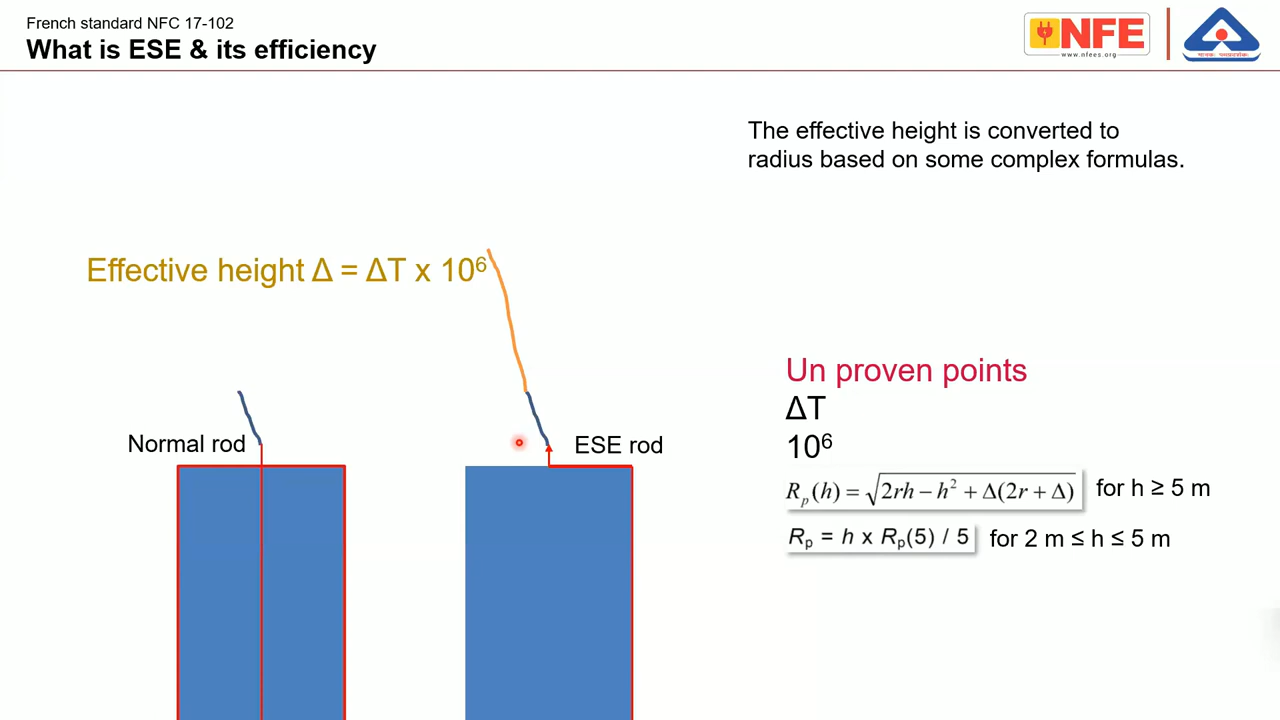 French standard NFC 17-102
What is ESE & its efficiency
NFE
www.nfees.org
The effective height is converted to
radius based on some complex formulas.
Effective height Δ = ΔT x 10⁶
Normal rod
ESE rod
Un proven points
ΔT
10⁶
Rₚ(h) = √(2rh − h² + Δ(2r + Δ)) for h ≥ 5 m
Rₚ = h x Rₚ(5) / 5 for 2 m ≤ h ≤ 5 m